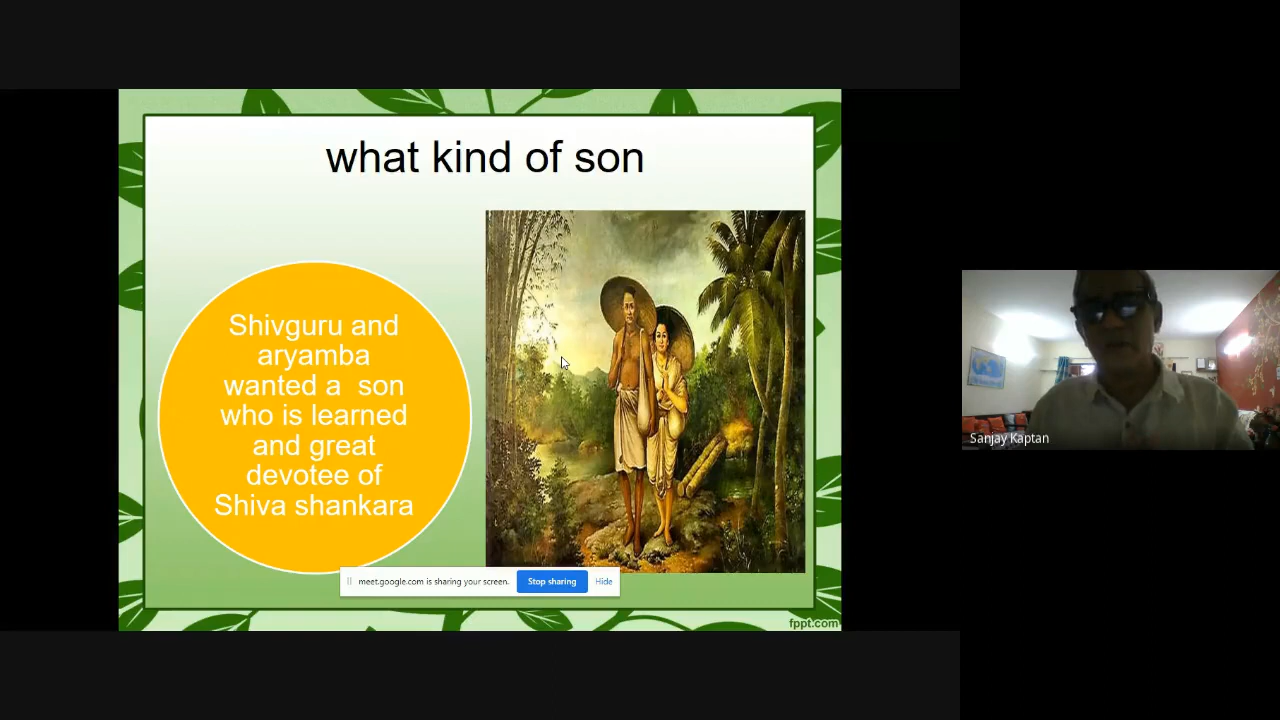 what kind of son
Shivguru and
aryamba
wanted a son
who is learned
and great
devotee of
Shiva shankara
meet.google.com is sharing your screen.
Stop sharing
Hide
fppt.com
Sanjay Kaptan